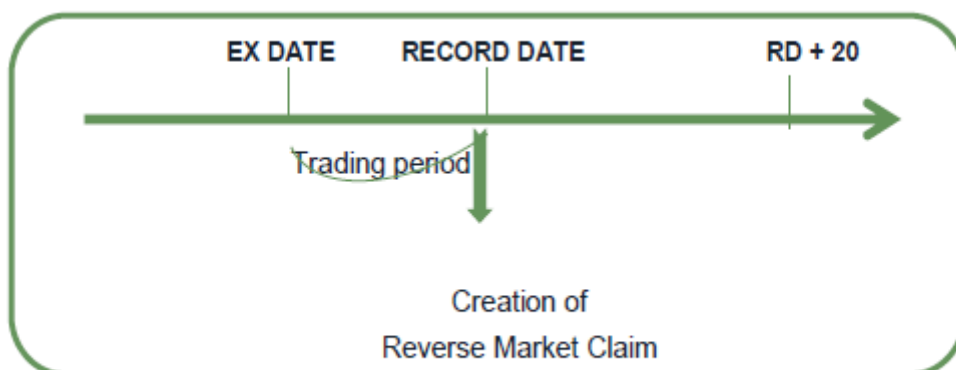 EX DATE RECORD DATE RD + 20
Trading period
Creation of
Reverse Market Claim